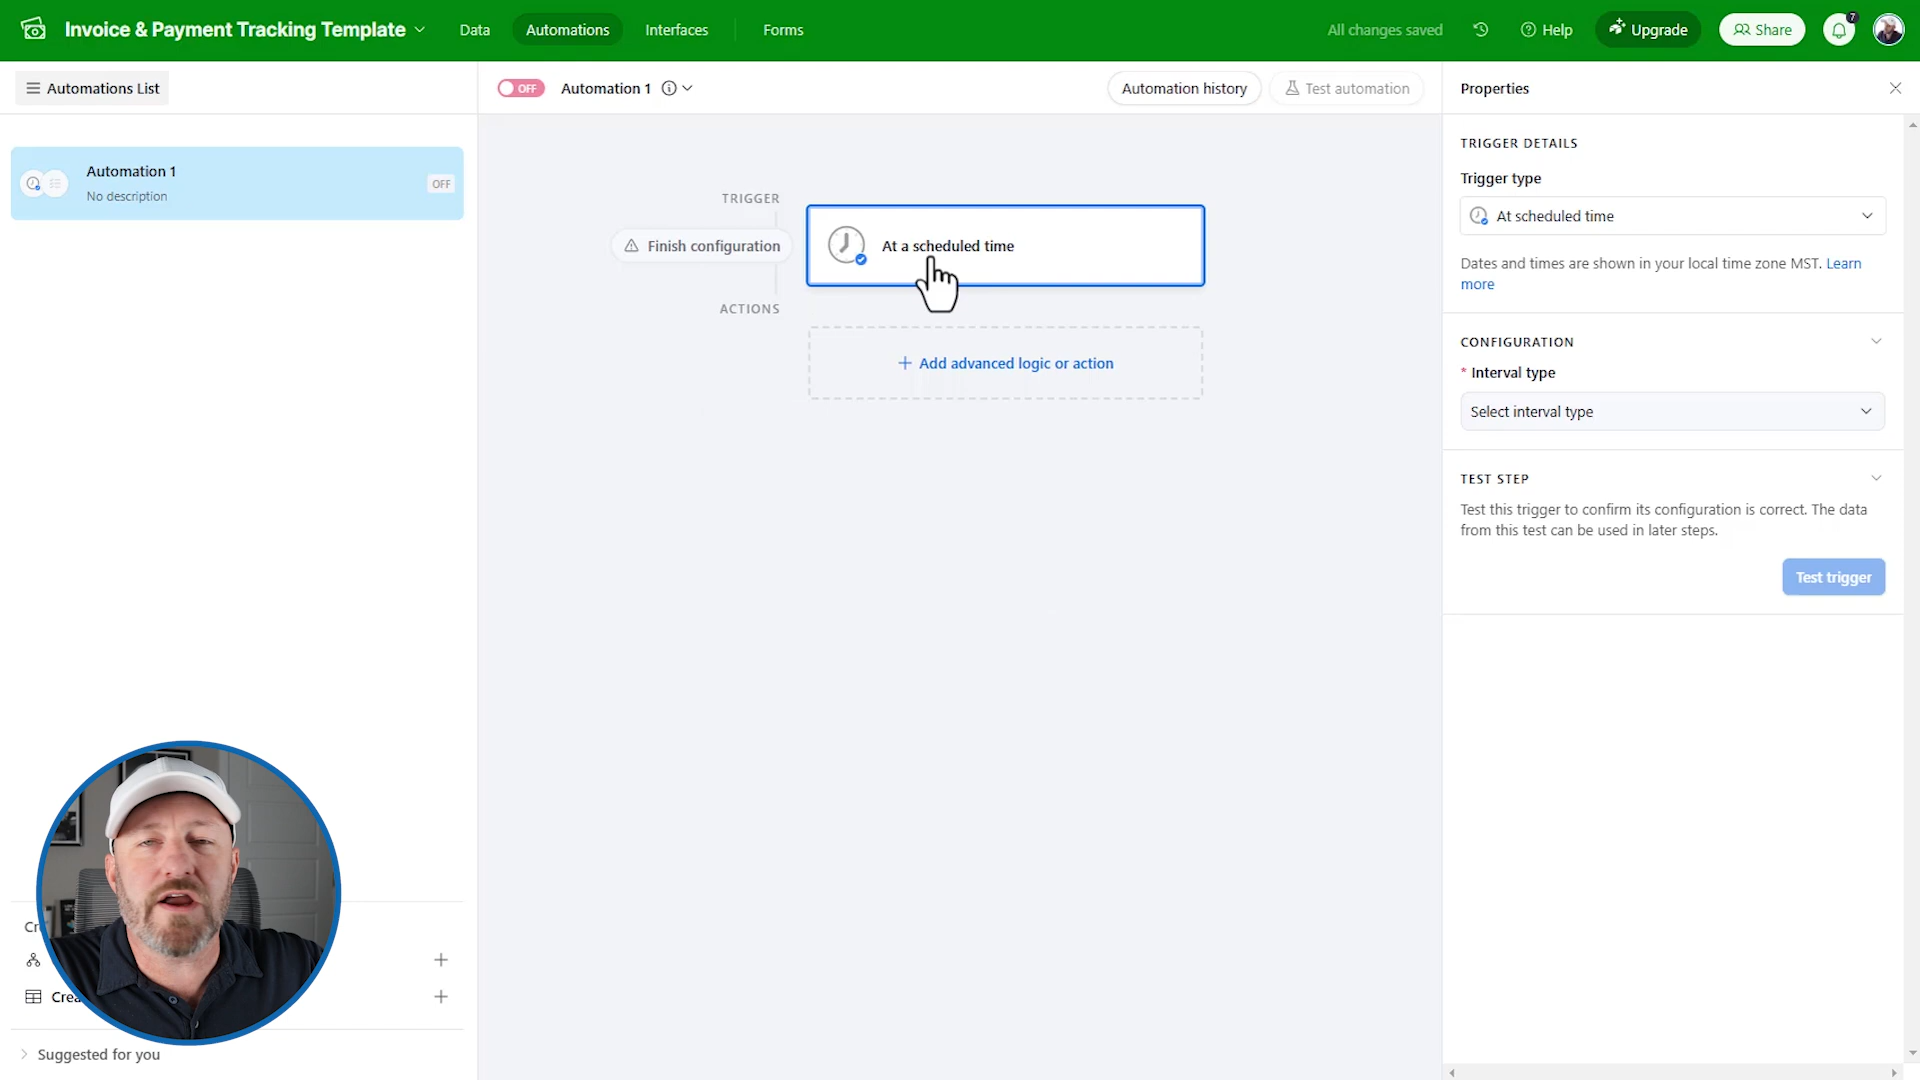 Invoice & Payment Tracking Template
Data
Automations
Interfaces
Forms
All changes saved
Help
Upgrade
Share
7
Automations List
OFF
Automation 1
Automation history
Test automation
Properties
Automation 1
No description
OFF
TRIGGER
Finish configuration
At a scheduled time
ACTIONS
+ Add advanced logic or action
TRIGGER DETAILS
Trigger type
At scheduled time
Dates and times are shown in your local time zone MST. Learn
more
CONFIGURATION
* Interval type
Select interval type
TEST STEP
Test this trigger to confirm its configuration is correct. The data
from this test can be used in later steps.
Test trigger
Suggested for you